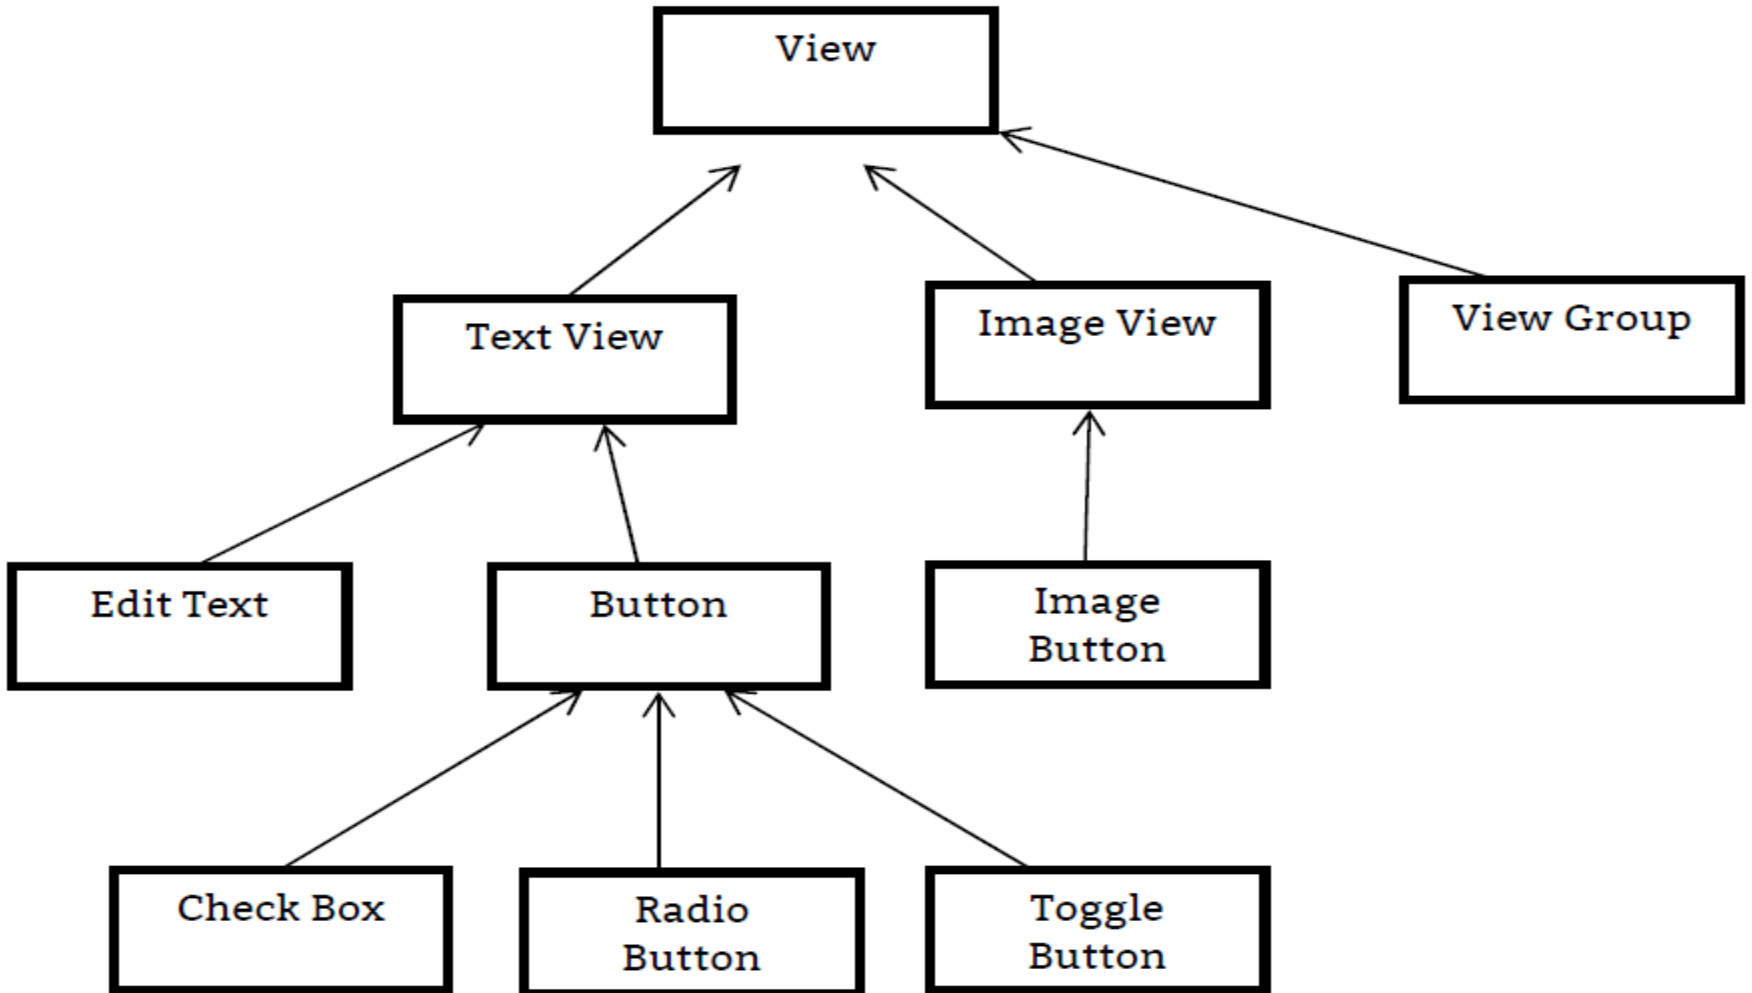 View
Text View
Image View
View Group
Edit Text
Button
Image
Button
Check Box
Radio
Button
Toggle
Button